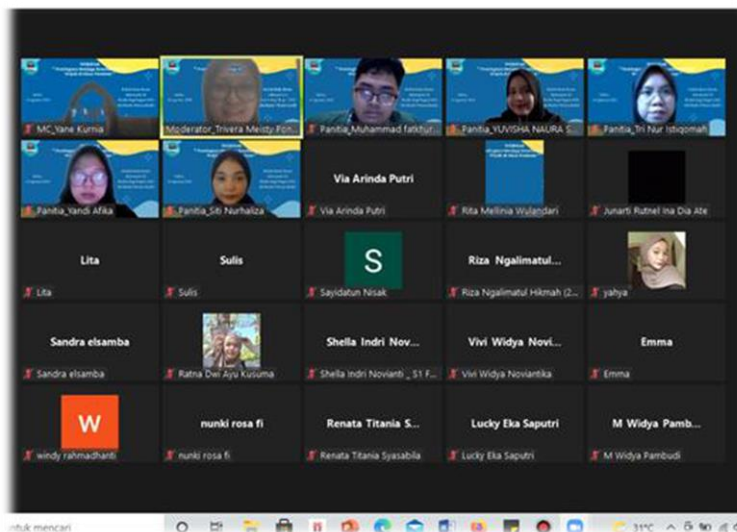 MC_Yane Kurnia
Moderator_Trivera Meisty Pon...
Panitia_Muhammad fatkhur...
Panitia_YUVISHA NAURA S...
Panitia_Tri Nur Istiqomah
Panitia_Yandi Afika
Panitia_Siti Nurhaliza
Via Arinda Putri
Via Arinda Putri
Rita Mellinia Wulandari
Junarti Rutnel Ina Dia Ate
Lita
Lita
Sulis
Sulis
S
Sayidatun Nisak
Riza Ngalimatul...
Riza Ngalimatul Hikmah (2...
yahya
Sandra elsamba
Sandra elsamba
Ratna Dwi Ayu Kusuma
Shella Indri Nov...
Shella Indri Novianti _ S1 F...
Vivi Widya Novi...
Vivi Widya Noviantika
Emma
Emma
W
windy rahmadhanti
nunki rosa fi
nunki rosa fi
Renata Titania S...
Renata Titania Syasabila
Lucky Eka Saputri
Lucky Eka Saputri
M Widya Pamb...
M Widya Pambudi
ntuk mencari
31°C